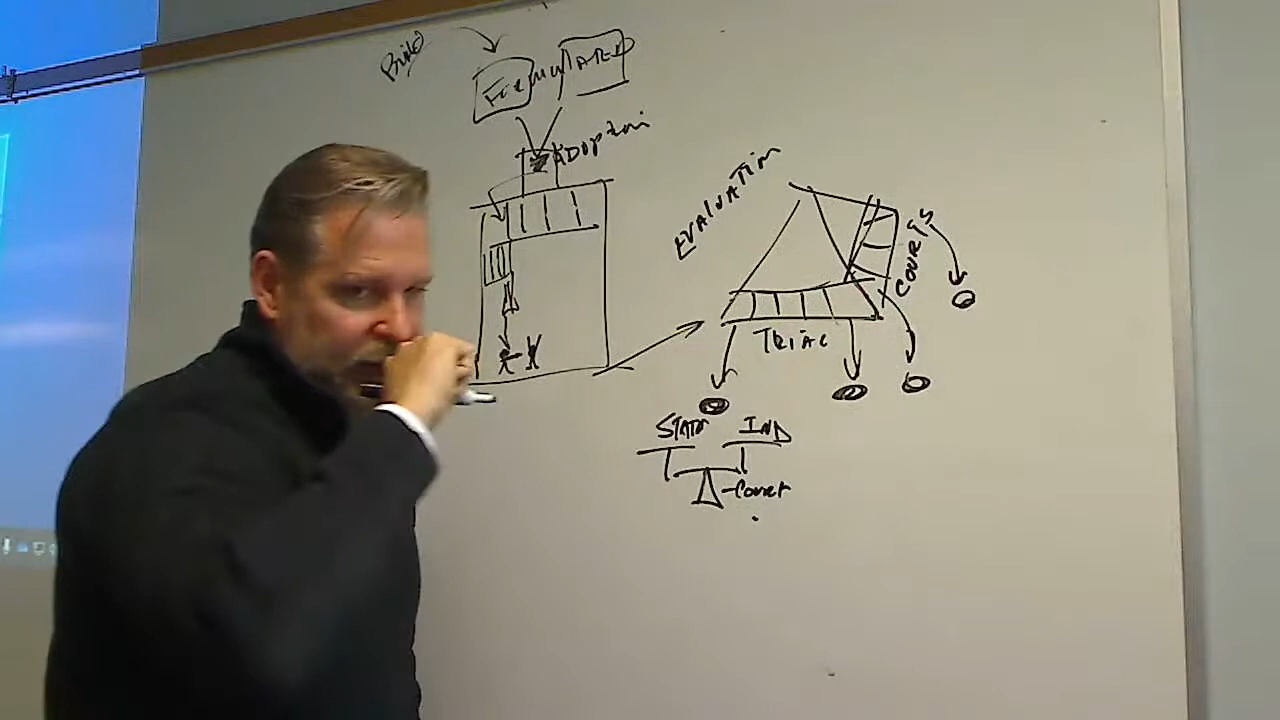 FORMULATED
ADOPTION
EVALUATION
COURTS
TRIAL
STATE IND
COURT